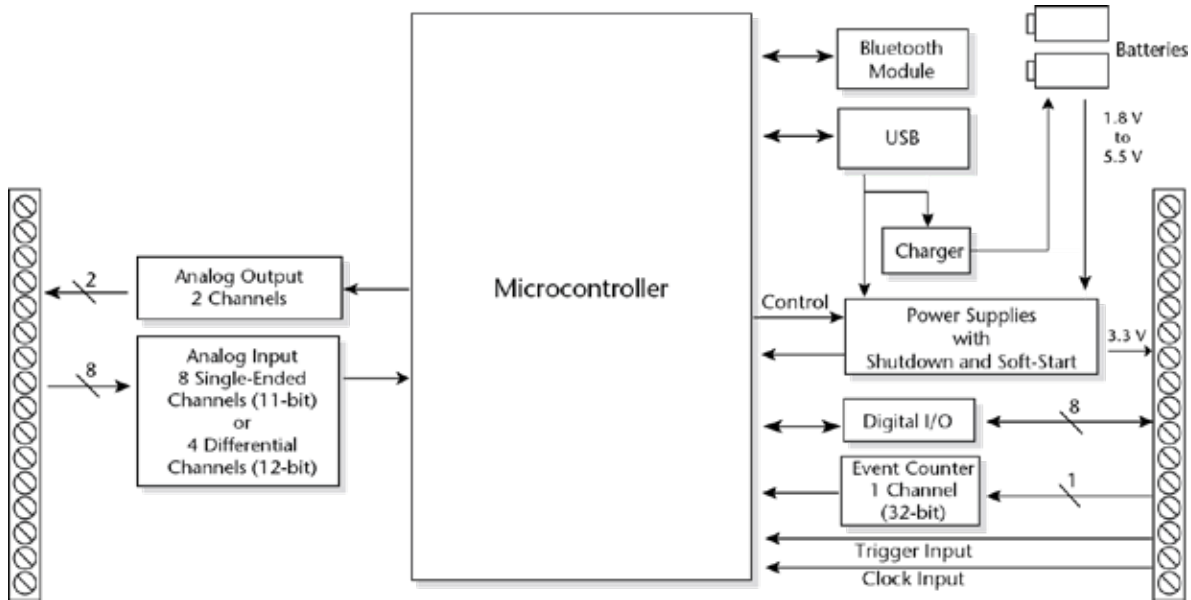 Bluetooth
Module
Batteries
USB
1.8 V
to
5.5 V
Charger
2
Analog Output
2 Channels
Microcontroller
Control
Power Supplies
with
Shutdown and Soft-Start
3.3 V
8
Analog Input
8 Single-Ended
Channels (11-bit)
or
4 Differential
Channels (12-bit)
Digital I/O
8
Event Counter
1 Channel
(32-bit)
1
Trigger Input
Clock Input